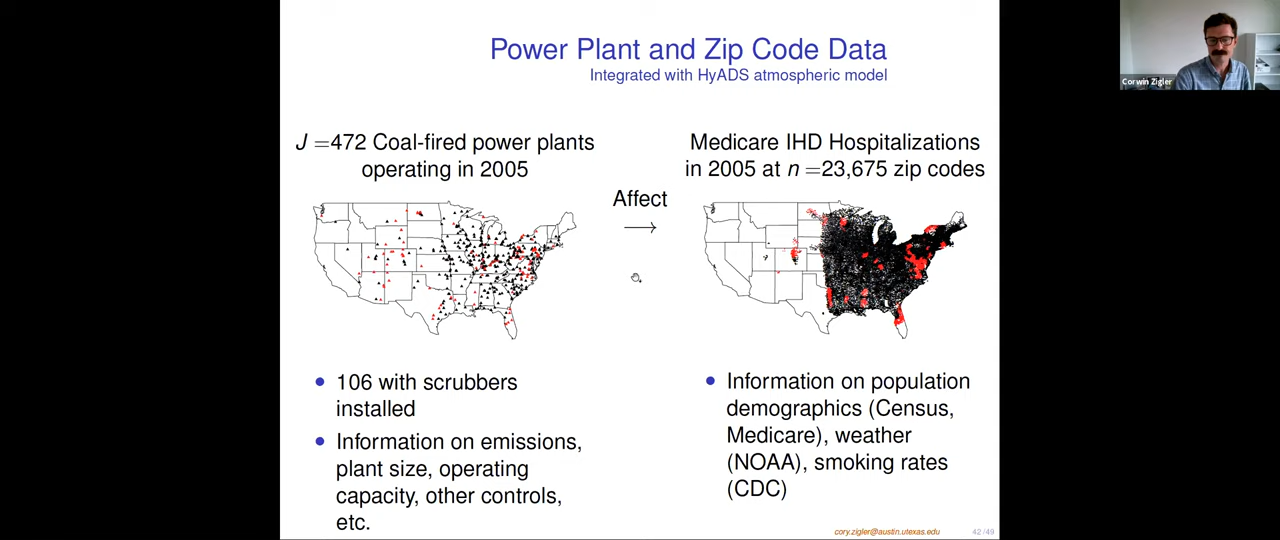 Power Plant and Zip Code Data
Integrated with HyADS atmospheric model
J =472 Coal-fired power plants
operating in 2005
Affect
→
Medicare IHD Hospitalizations
in 2005 at n =23,675 zip codes
• 106 with scrubbers
installed
• Information on emissions,
plant size, operating
capacity, other controls,
etc.
• Information on population
demographics (Census,
Medicare), weather
(NOAA), smoking rates
(CDC)
cory.zigler@austin.utexas.edu
42 / 49
Corwin Zigler